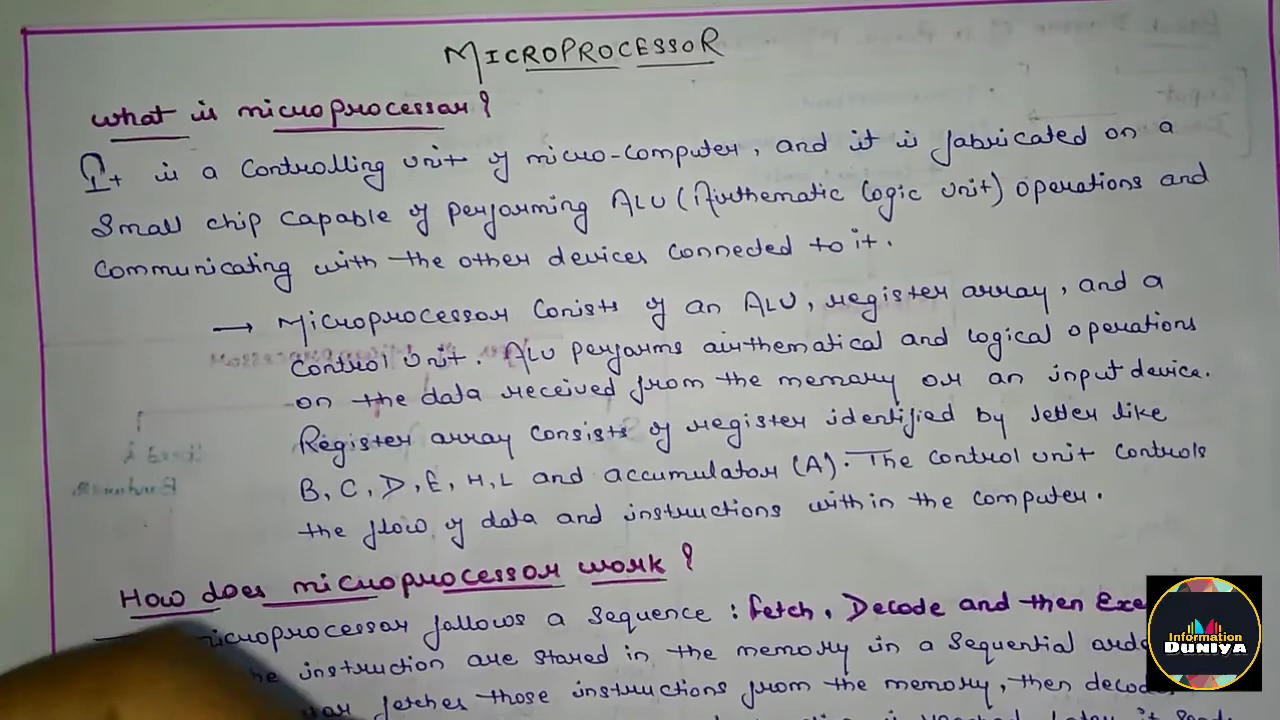 MICROPROCESSOR
What is microprocessor?
It is a controlling unit of micro-computer, and it is fabricated on a
small chip capable of performing ALU (Airthematic Logic Unit) operations and
communicating with the other devices connected to it.
→ Microprocessor conists of an ALU, register array, and a
control unit. ALU performs airthematical and logical operations
on the data received from the memory or an input device.
Register array consists of register identified by letter like
B, C, D, E, H, L and accumulator (A). The control unit controls
the flow of data and instructions within the computer.
How does microprocessor work?
microprocessor follows a sequence : Fetch, Decode and then Exe
instruction are stored in the memory in a sequential
fetches those instructions from the memory, then
Information
DUNIYA